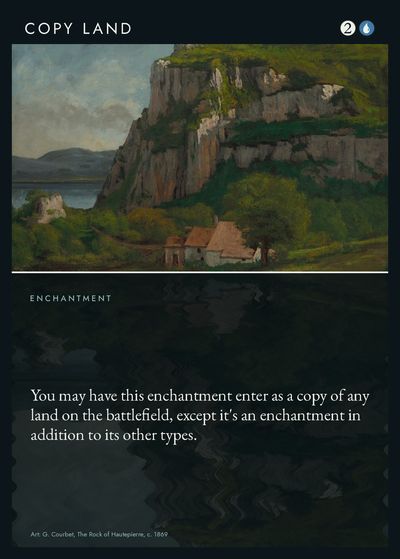 COPY LAND 2
ENCHANTMENT
You may have this enchantment enter as a copy of any
land on the battlefield, except it's an enchantment in
addition to its other types.
Art: G. Courbet, The Rock of Hautepierre, c. 1869